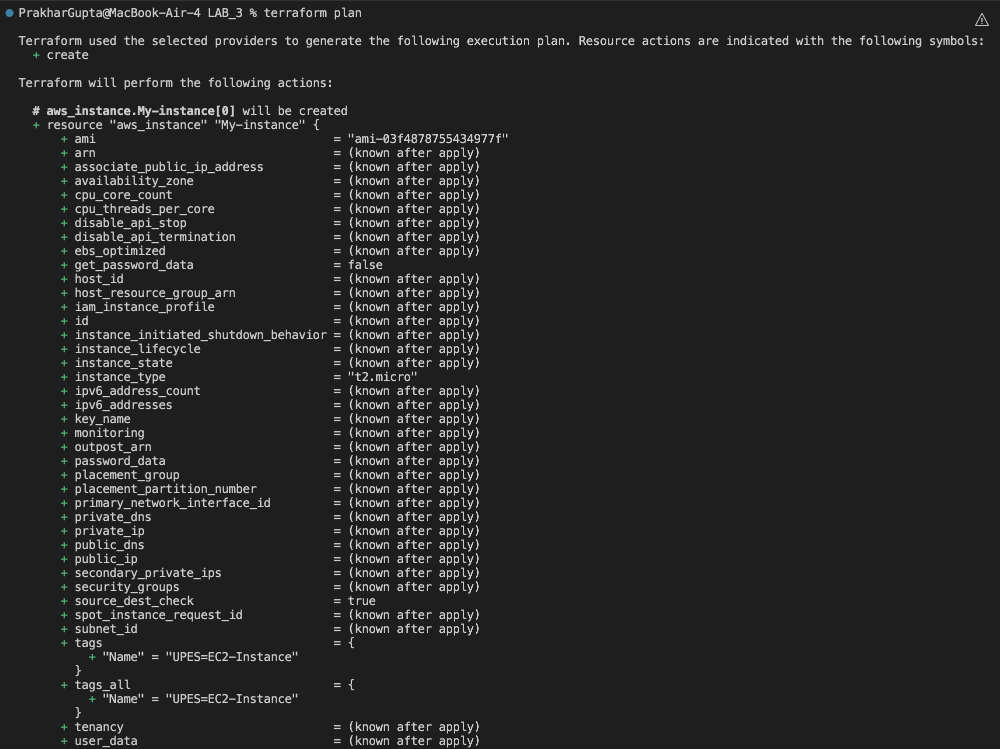 PrakharGupta@MacBook-Air-4 LAB_3 % terraform plan
Terraform used the selected providers to generate the following execution plan. Resource actions are indicated with the following symbols:
+ create
Terraform will perform the following actions:
# aws_instance.My-instance[0] will be created
+ resource "aws_instance" "My-instance" {
+ ami = "ami-03f4878755434977f"
+ arn = (known after apply)
+ associate_public_ip_address = (known after apply)
+ availability_zone = (known after apply)
+ cpu_core_count = (known after apply)
+ cpu_threads_per_core = (known after apply)
+ disable_api_stop = (known after apply)
+ disable_api_termination = (known after apply)
+ ebs_optimized = (known after apply)
+ get_password_data = false
+ host_id = (known after apply)
+ host_resource_group_arn = (known after apply)
+ iam_instance_profile = (known after apply)
+ id = (known after apply)
+ instance_initiated_shutdown_behavior = (known after apply)
+ instance_lifecycle = (known after apply)
+ instance_state = (known after apply)
+ instance_type = "t2.micro"
+ ipv6_address_count = (known after apply)
+ ipv6_addresses = (known after apply)
+ key_name = (known after apply)
+ monitoring = (known after apply)
+ outpost_arn = (known after apply)
+ password_data = (known after apply)
+ placement_group = (known after apply)
+ placement_partition_number = (known after apply)
+ primary_network_interface_id = (known after apply)
+ private_dns = (known after apply)
+ private_ip = (known after apply)
+ public_dns = (known after apply)
+ public_ip = (known after apply)
+ secondary_private_ips = (known after apply)
+ security_groups = (known after apply)
+ source_dest_check = true
+ spot_instance_request_id = (known after apply)
+ subnet_id = (known after apply)
+ tags = {
+ "Name" = "UPES=EC2-Instance"
}
+ tags_all = {
+ "Name" = "UPES=EC2-Instance"
}
+ tenancy = (known after apply)
+ user_data = (known after apply)